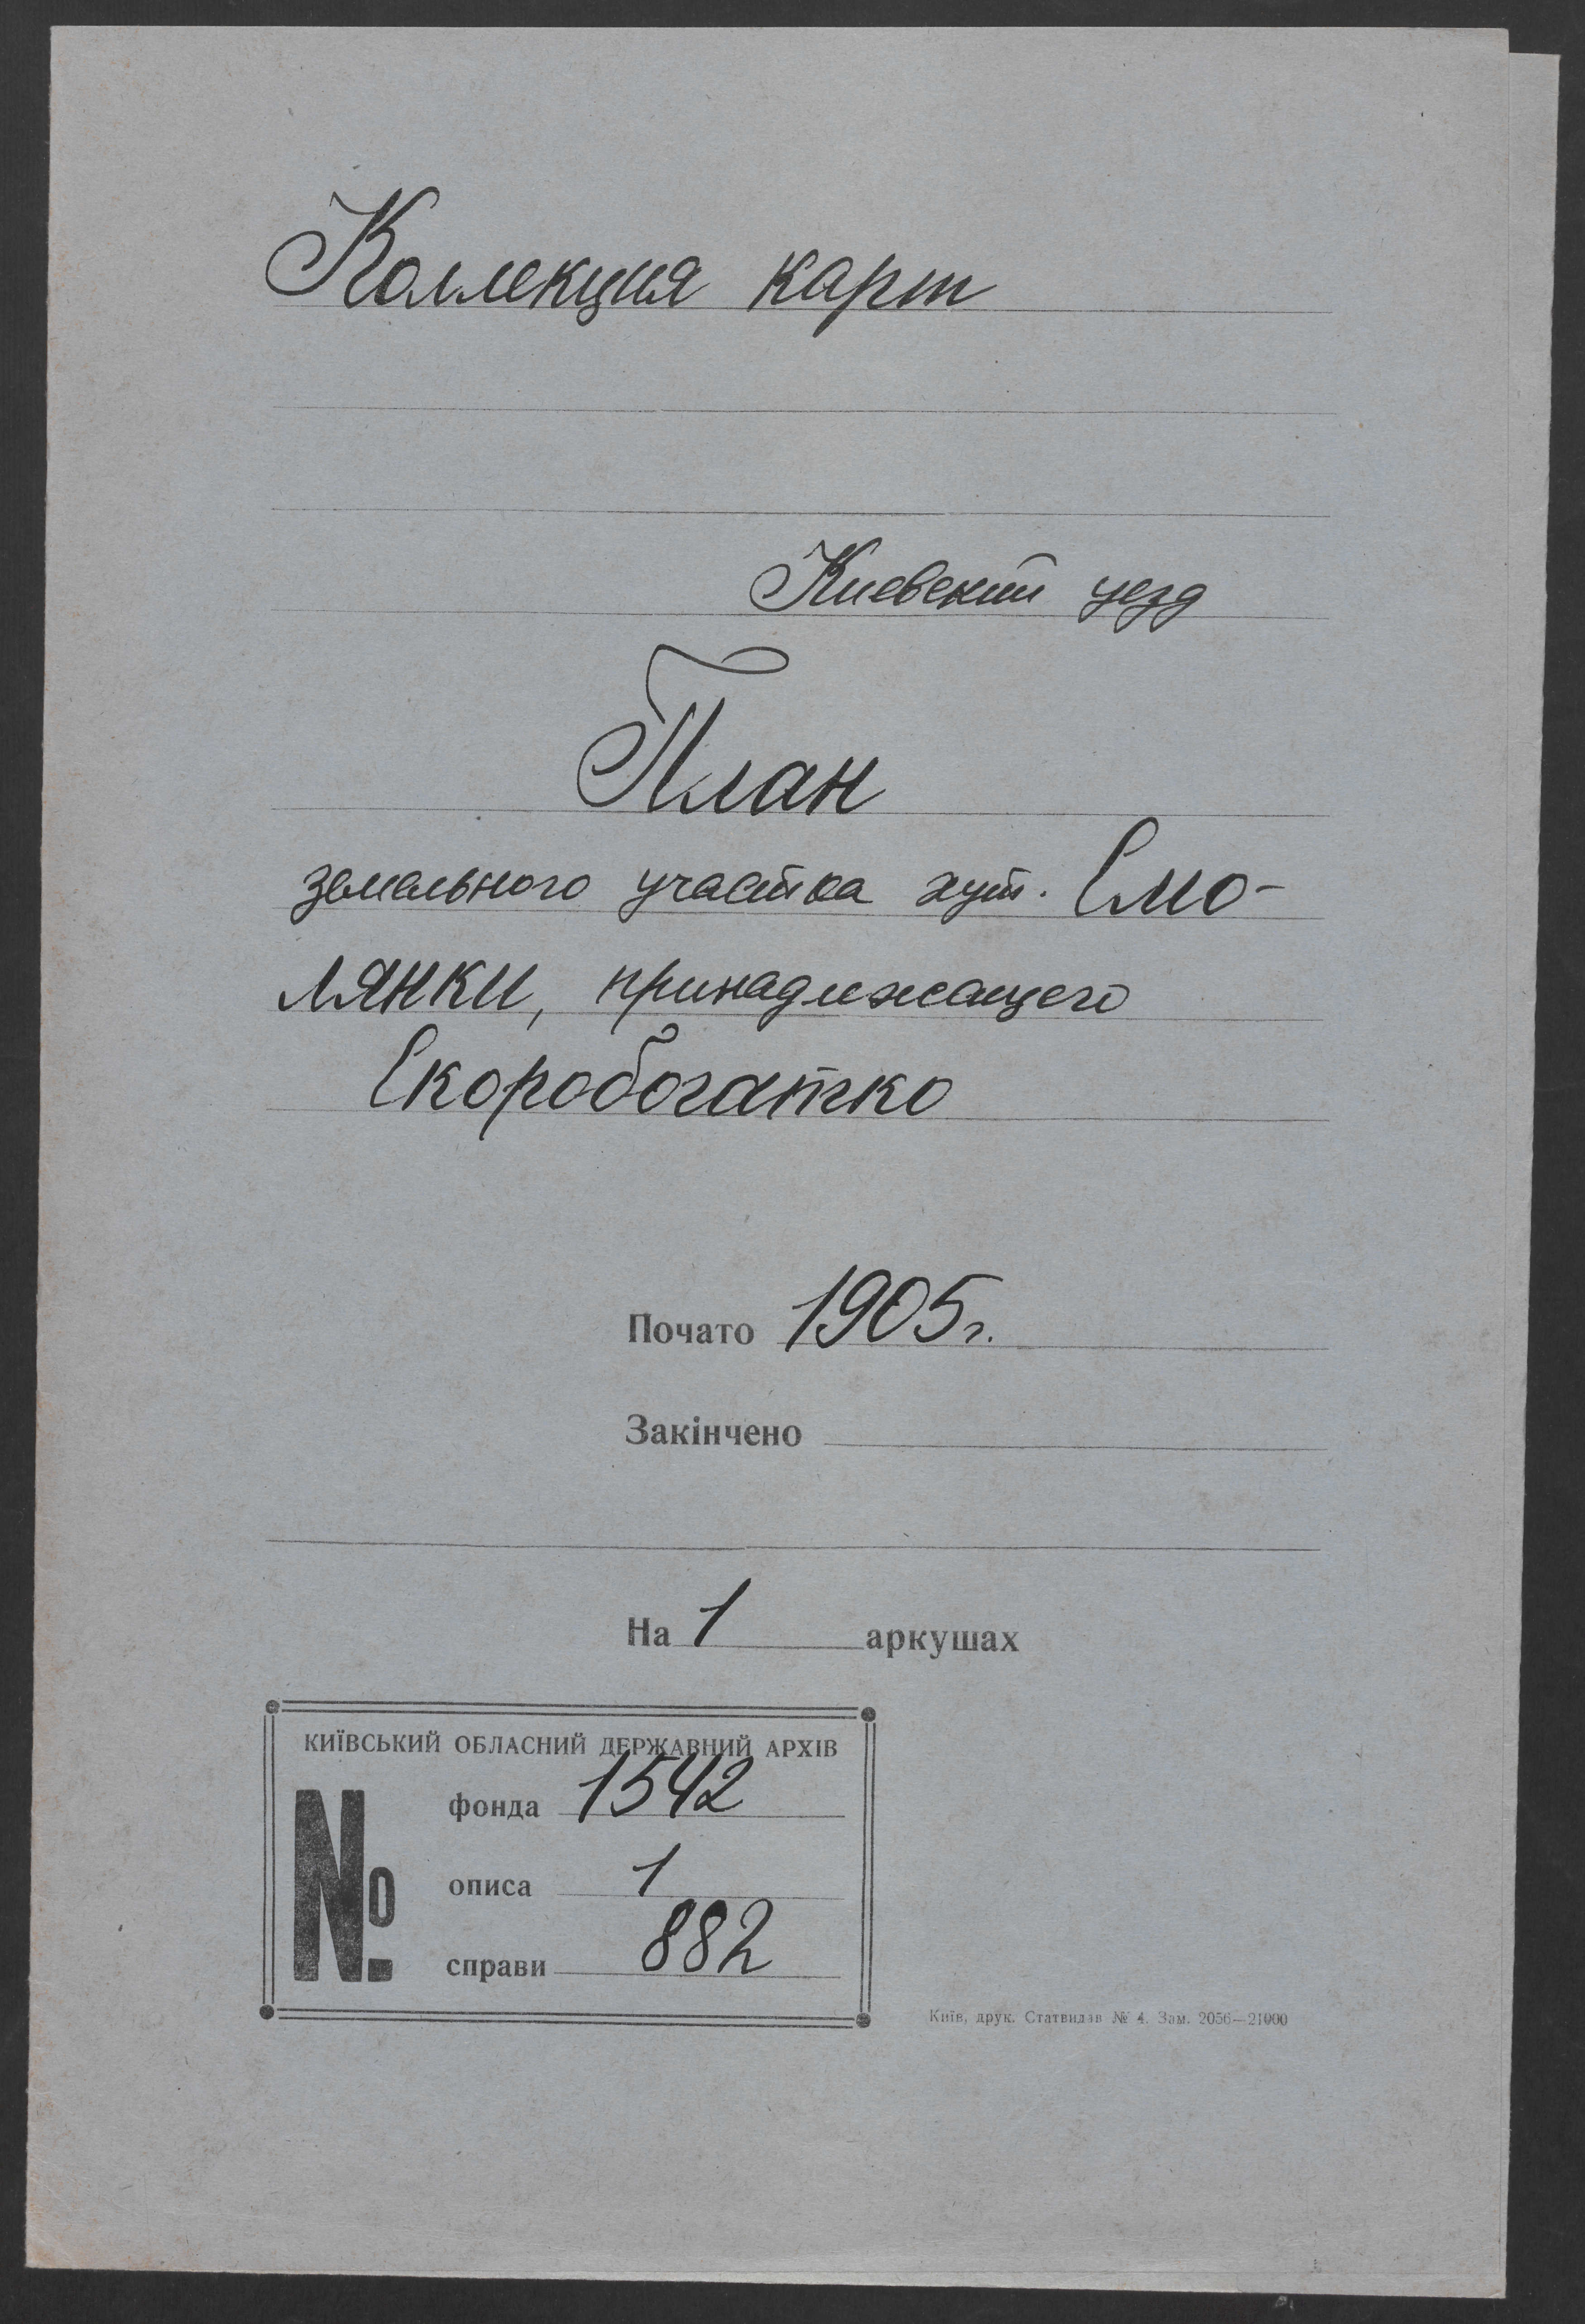 Коллекция карт
Киевский уезд
План
земельного участка хут. Смо-
лянки, принадлежащего
Скоробогатко
Почато 1905 г.
Закінчено
На 1 аркушах
КИЇВСЬКИЙ ОБЛАСНИЙ ДЕРЖАВНИЙ АРХІВ
№
фонда 1542
описа 1
справи 882
Київ, друк. Статвидав № 4. Зам. 2056—21000